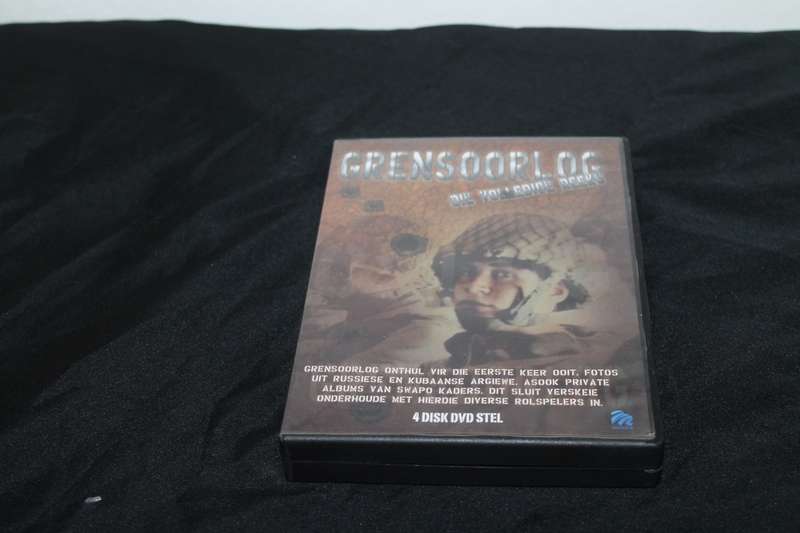 GRENSOORLOG
DIE VOLLEDIGE REEKS
GRENSOORLOG ONTHUL VIR DIE EERSTE KEER OOIT, FOTOS
UIT RUSSIESE EN KUBAANSE ARGIEWE, ASOOK PRIVATE
ALBUMS VAN SWAPO KADERS. DIT SLUIT VERSKEIE
ONDERHOUDE MET HIERDIE DIVERSE ROLSPELERS IN.
4 DISK DVD STEL